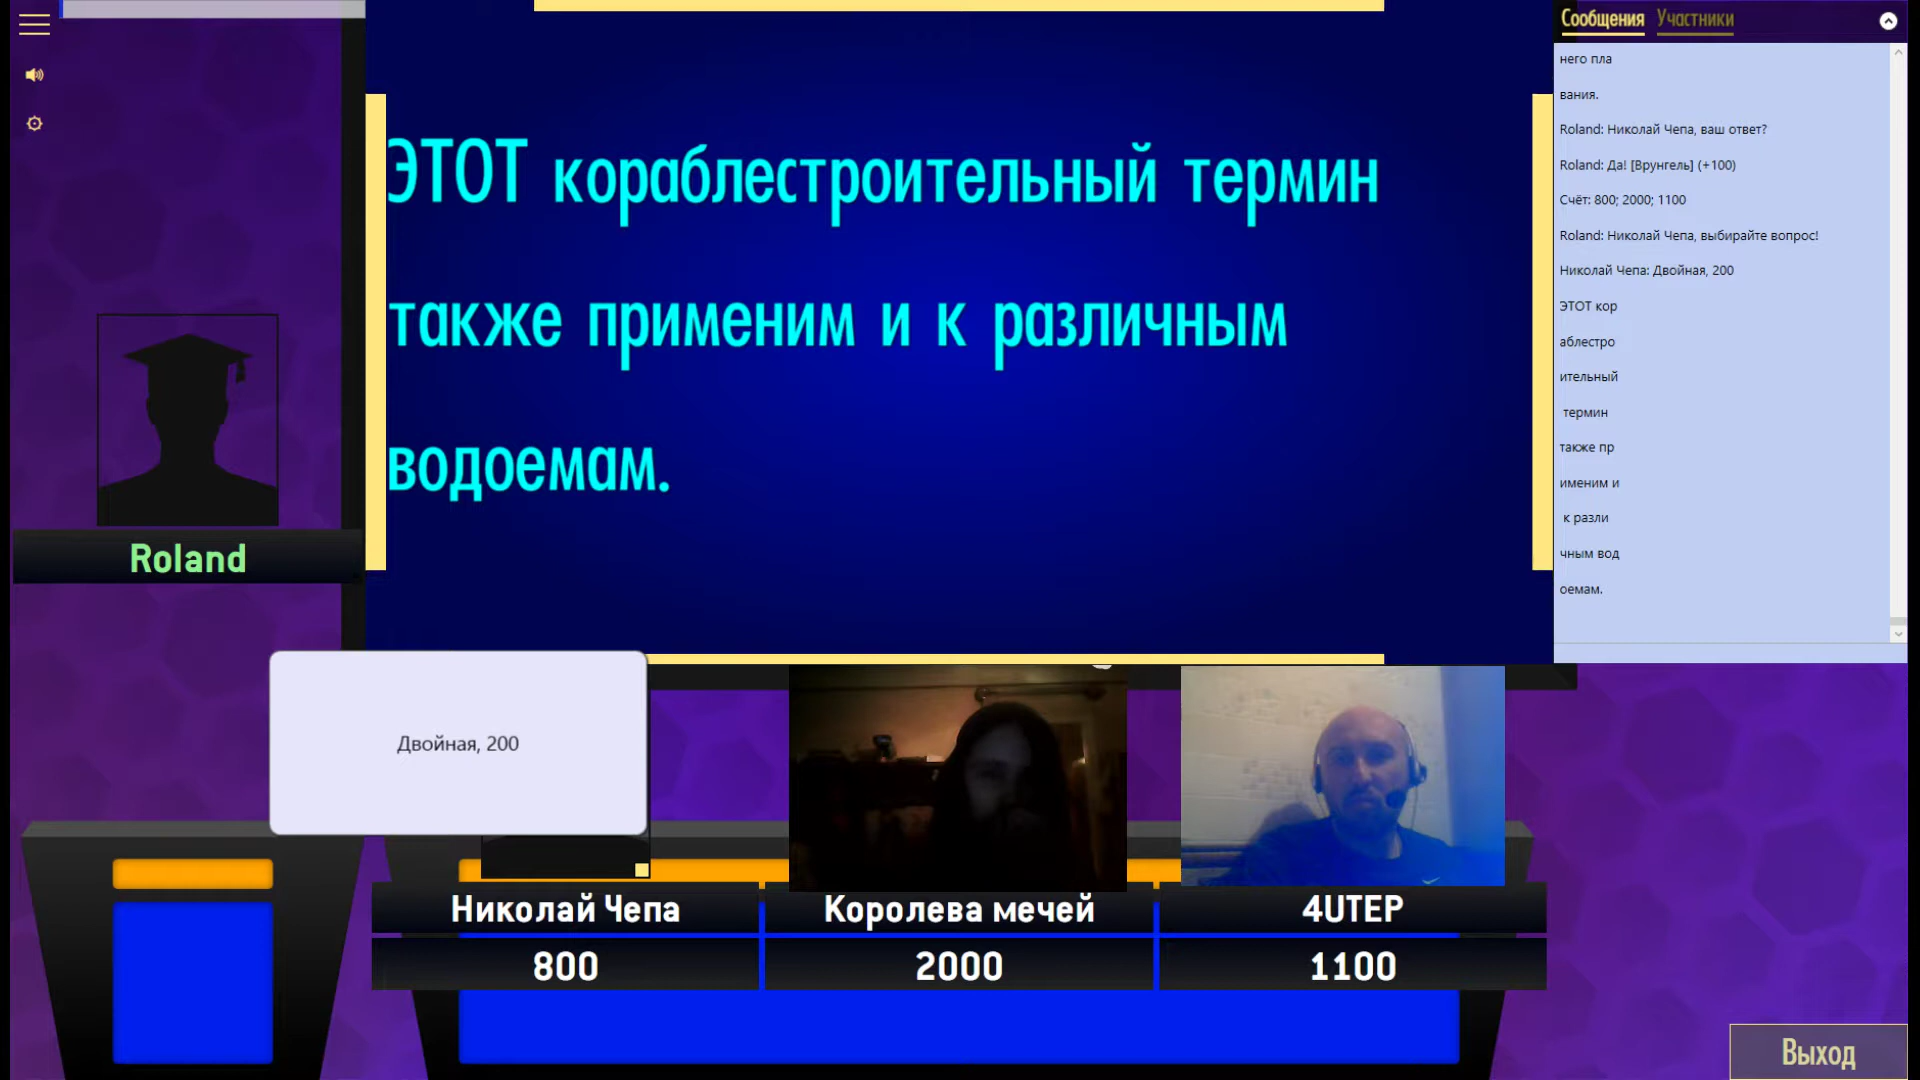 Сообщения
Участники
ЭТОТ кораблестроительный термин
также применим и к различным
водоемам.
него пла
вания.
Roland: Николай Чепа, ваш ответ?
Roland: Да! [Врунгель] (+100)
Счёт: 800; 2000; 1100
Roland: Николай Чепа, выбирайте вопрос!
Николай Чепа: Двойная, 200
ЭТОТ кор
аблестро
ительный
термин
также пр
именим и
к разли
чным вод
оемам.
Roland
Двойная, 200
Николай Чепа
Королева мечей
4UTEP
800
2000
1100
Выход